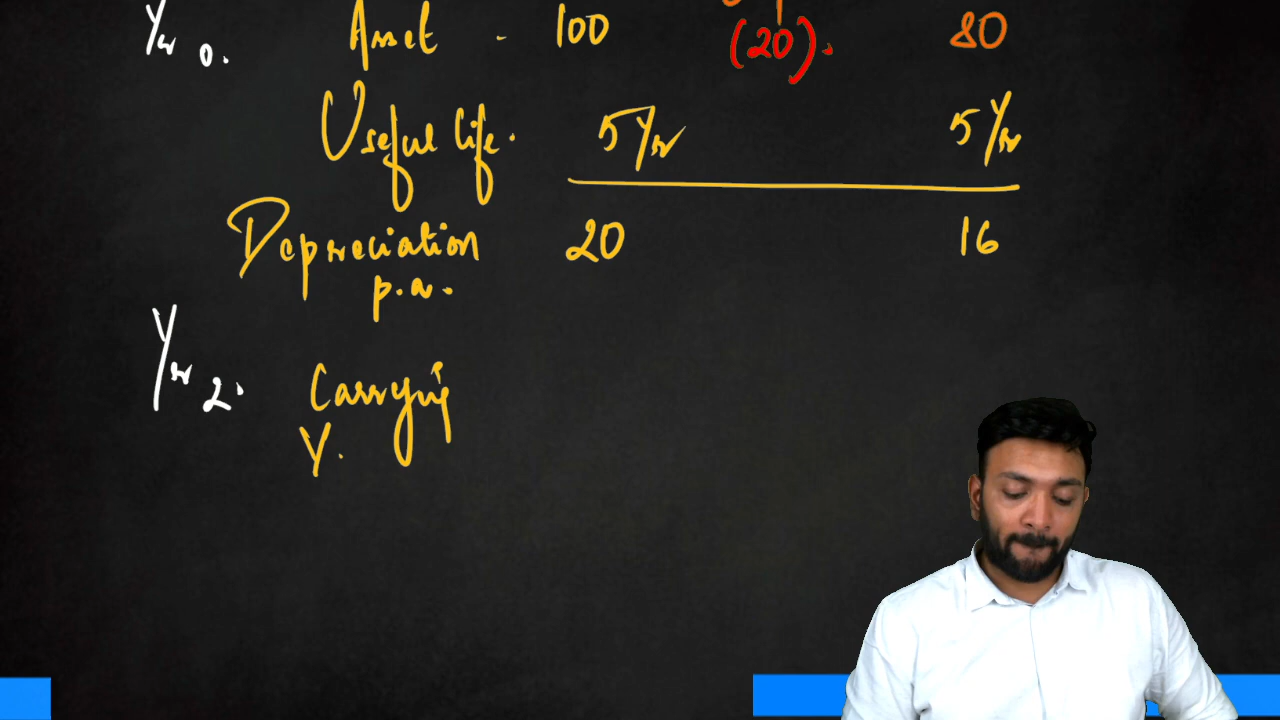 Yr 0. Asset - 100 (20). 80
Useful life. 5 Yr 5 Yr
Depreciation 20 16
p.a.
Yr 2. Carrying
V.